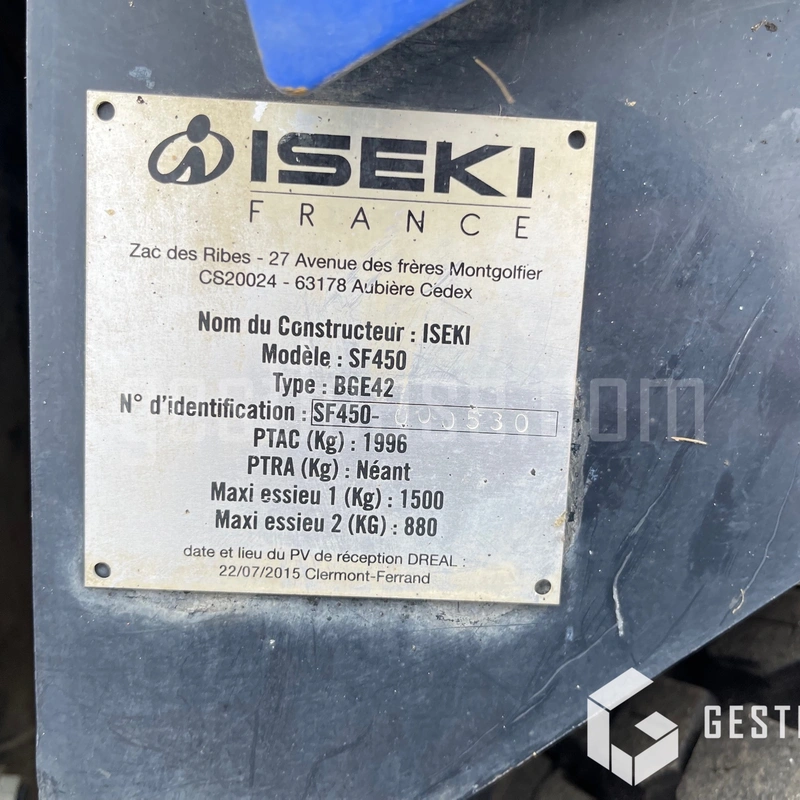 ISEKI
FRANCE
Zac des Ribes - 27 Avenue des frères Montgolfier
CS20024 - 63178 Aubière Cedex
Nom du Constructeur : ISEKI
Modèle : SF450
Type : BGE42
N° d'identification : SF450-000530
PTAC (Kg) : 1996
PTRA (Kg) : Néant
Maxi essieu 1 (Kg) : 1500
Maxi essieu 2 (KG) : 880
date et lieu du PV de réception DREAL :
22/07/2015 Clermont-Ferrand